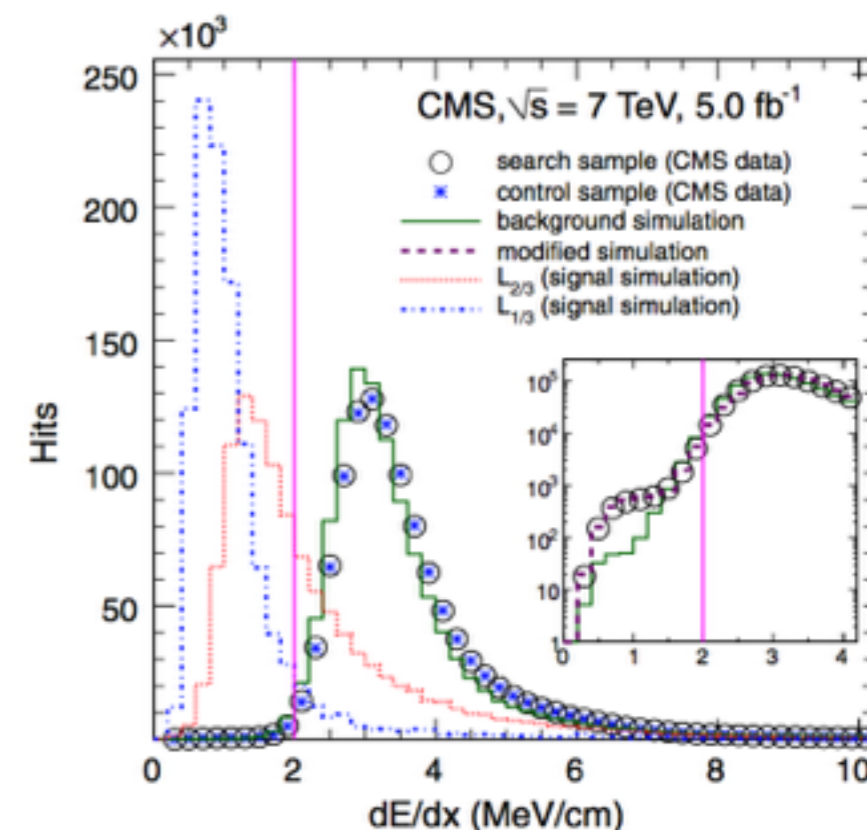 ×10³
250
200
150
100
50
Hits
CMS, √s = 7 TeV, 5.0 fb⁻¹
search sample (CMS data)
control sample (CMS data)
background simulation
modified simulation
L₂/₃ (signal simulation)
L₁/₃ (signal simulation)
10⁵
10⁴
10³
10²
10
1
0 1 2 3 4
0 2 4 6 8 10
dE/dx (MeV/cm)